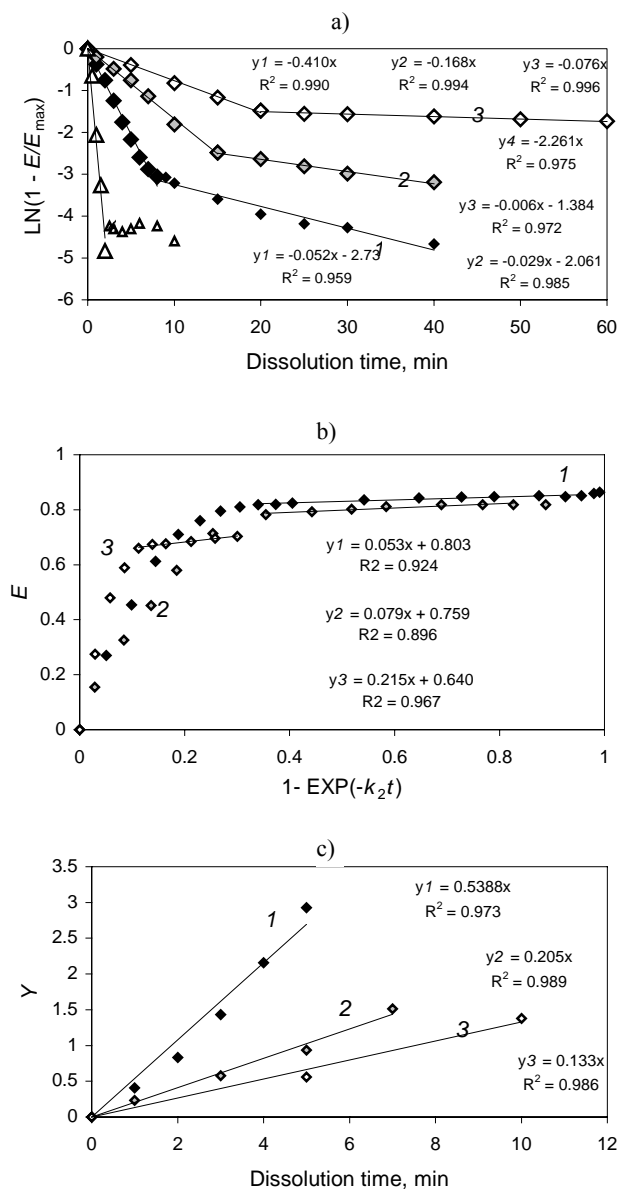 a)
y1 = -0.410x y2 = -0.168x y3 = -0.076x
R² = 0.990 R² = 0.994 R² = 0.996
y4 = -2.261x
R² = 0.975
y3 = -0.006x - 1.384
R² = 0.972
y1 = -0.052x - 2.73
R² = 0.959
y2 = -0.029x - 2.061
R² = 0.985
3
2
1
0
-1
-2
-3
-4
-5
-6
LN(1 - E/Emax)
0 10 20 30 40 50 60
Dissolution time, min
b)
1
0.8
0.6
0.4
0.2
0
E
1
3
2
y1 = 0.053x + 0.803
R2 = 0.924
y2 = 0.079x + 0.759
R2 = 0.896
y3 = 0.215x + 0.640
R2 = 0.967
0 0.2 0.4 0.6 0.8 1
1- EXP(-k₂t)
c)
3.5
3
2.5
2
1.5
1
0.5
0
Y
1
2
3
y1 = 0.5388x
R² = 0.973
y2 = 0.205x
R² = 0.989
y3 = 0.133x
R² = 0.986
0 2 4 6 8 10 12
Dissolution time, min